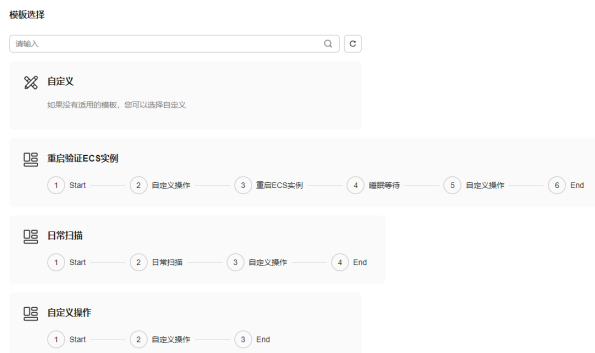 模板选择
请输入
自定义
如果没有适用的模板，您可以选择自定义
重启验证ECS实例
1 Start 2 自定义操作 3 重启ECS实例 4 睡眠等待 5 自定义操作 6 End
日常扫描
1 Start 2 日常扫描 3 自定义操作 4 End
自定义操作
1 Start 2 自定义操作 3 End